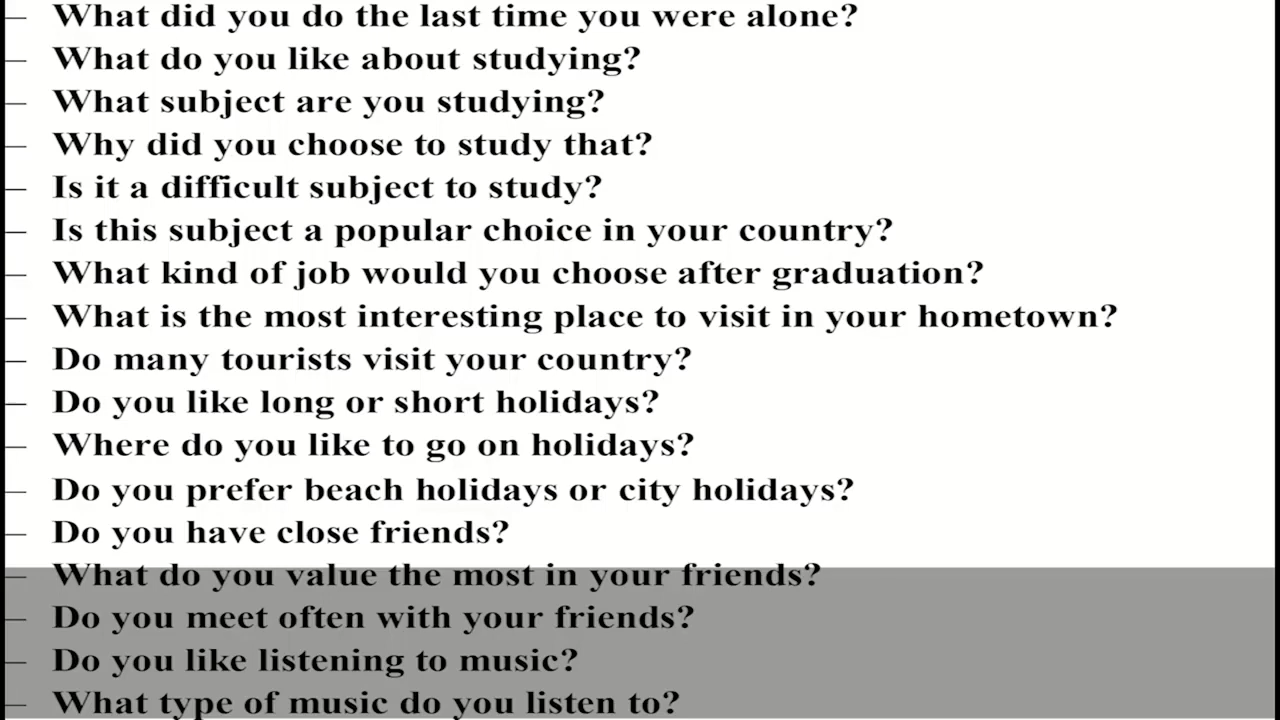 – What did you do the last time you were alone?
– What do you like about studying?
– What subject are you studying?
– Why did you choose to study that?
– Is it a difficult subject to study?
– Is this subject a popular choice in your country?
– What kind of job would you choose after graduation?
– What is the most interesting place to visit in your hometown?
– Do many tourists visit your country?
– Do you like long or short holidays?
– Where do you like to go on holidays?
– Do you prefer beach holidays or city holidays?
– Do you have close friends?
– What do you value the most in your friends?
– Do you meet often with your friends?
– Do you like listening to music?
– What type of music do you listen to?